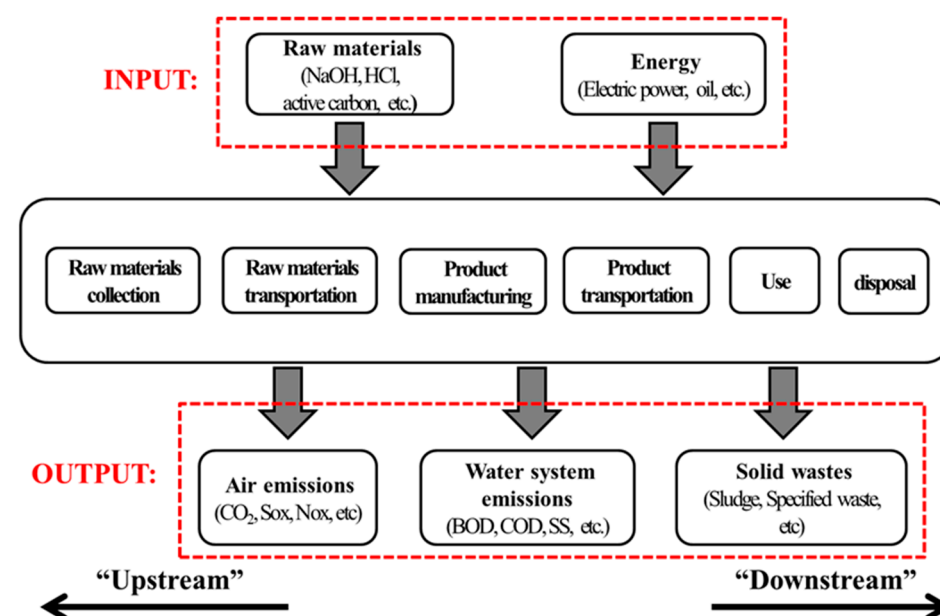 INPUT:
Raw materials
(NaOH, HCl,
active carbon, etc.)
Energy
(Electric power, oil, etc.)
Raw materials
collection
Raw materials
transportation
Product
manufacturing
Product
transportation
Use
disposal
OUTPUT:
Air emissions
(CO₂, Sox, Nox, etc)
Water system
emissions
(BOD, COD, SS, etc.)
Solid wastes
(Sludge, Specified waste,
etc)
“Upstream”
“Downstream”